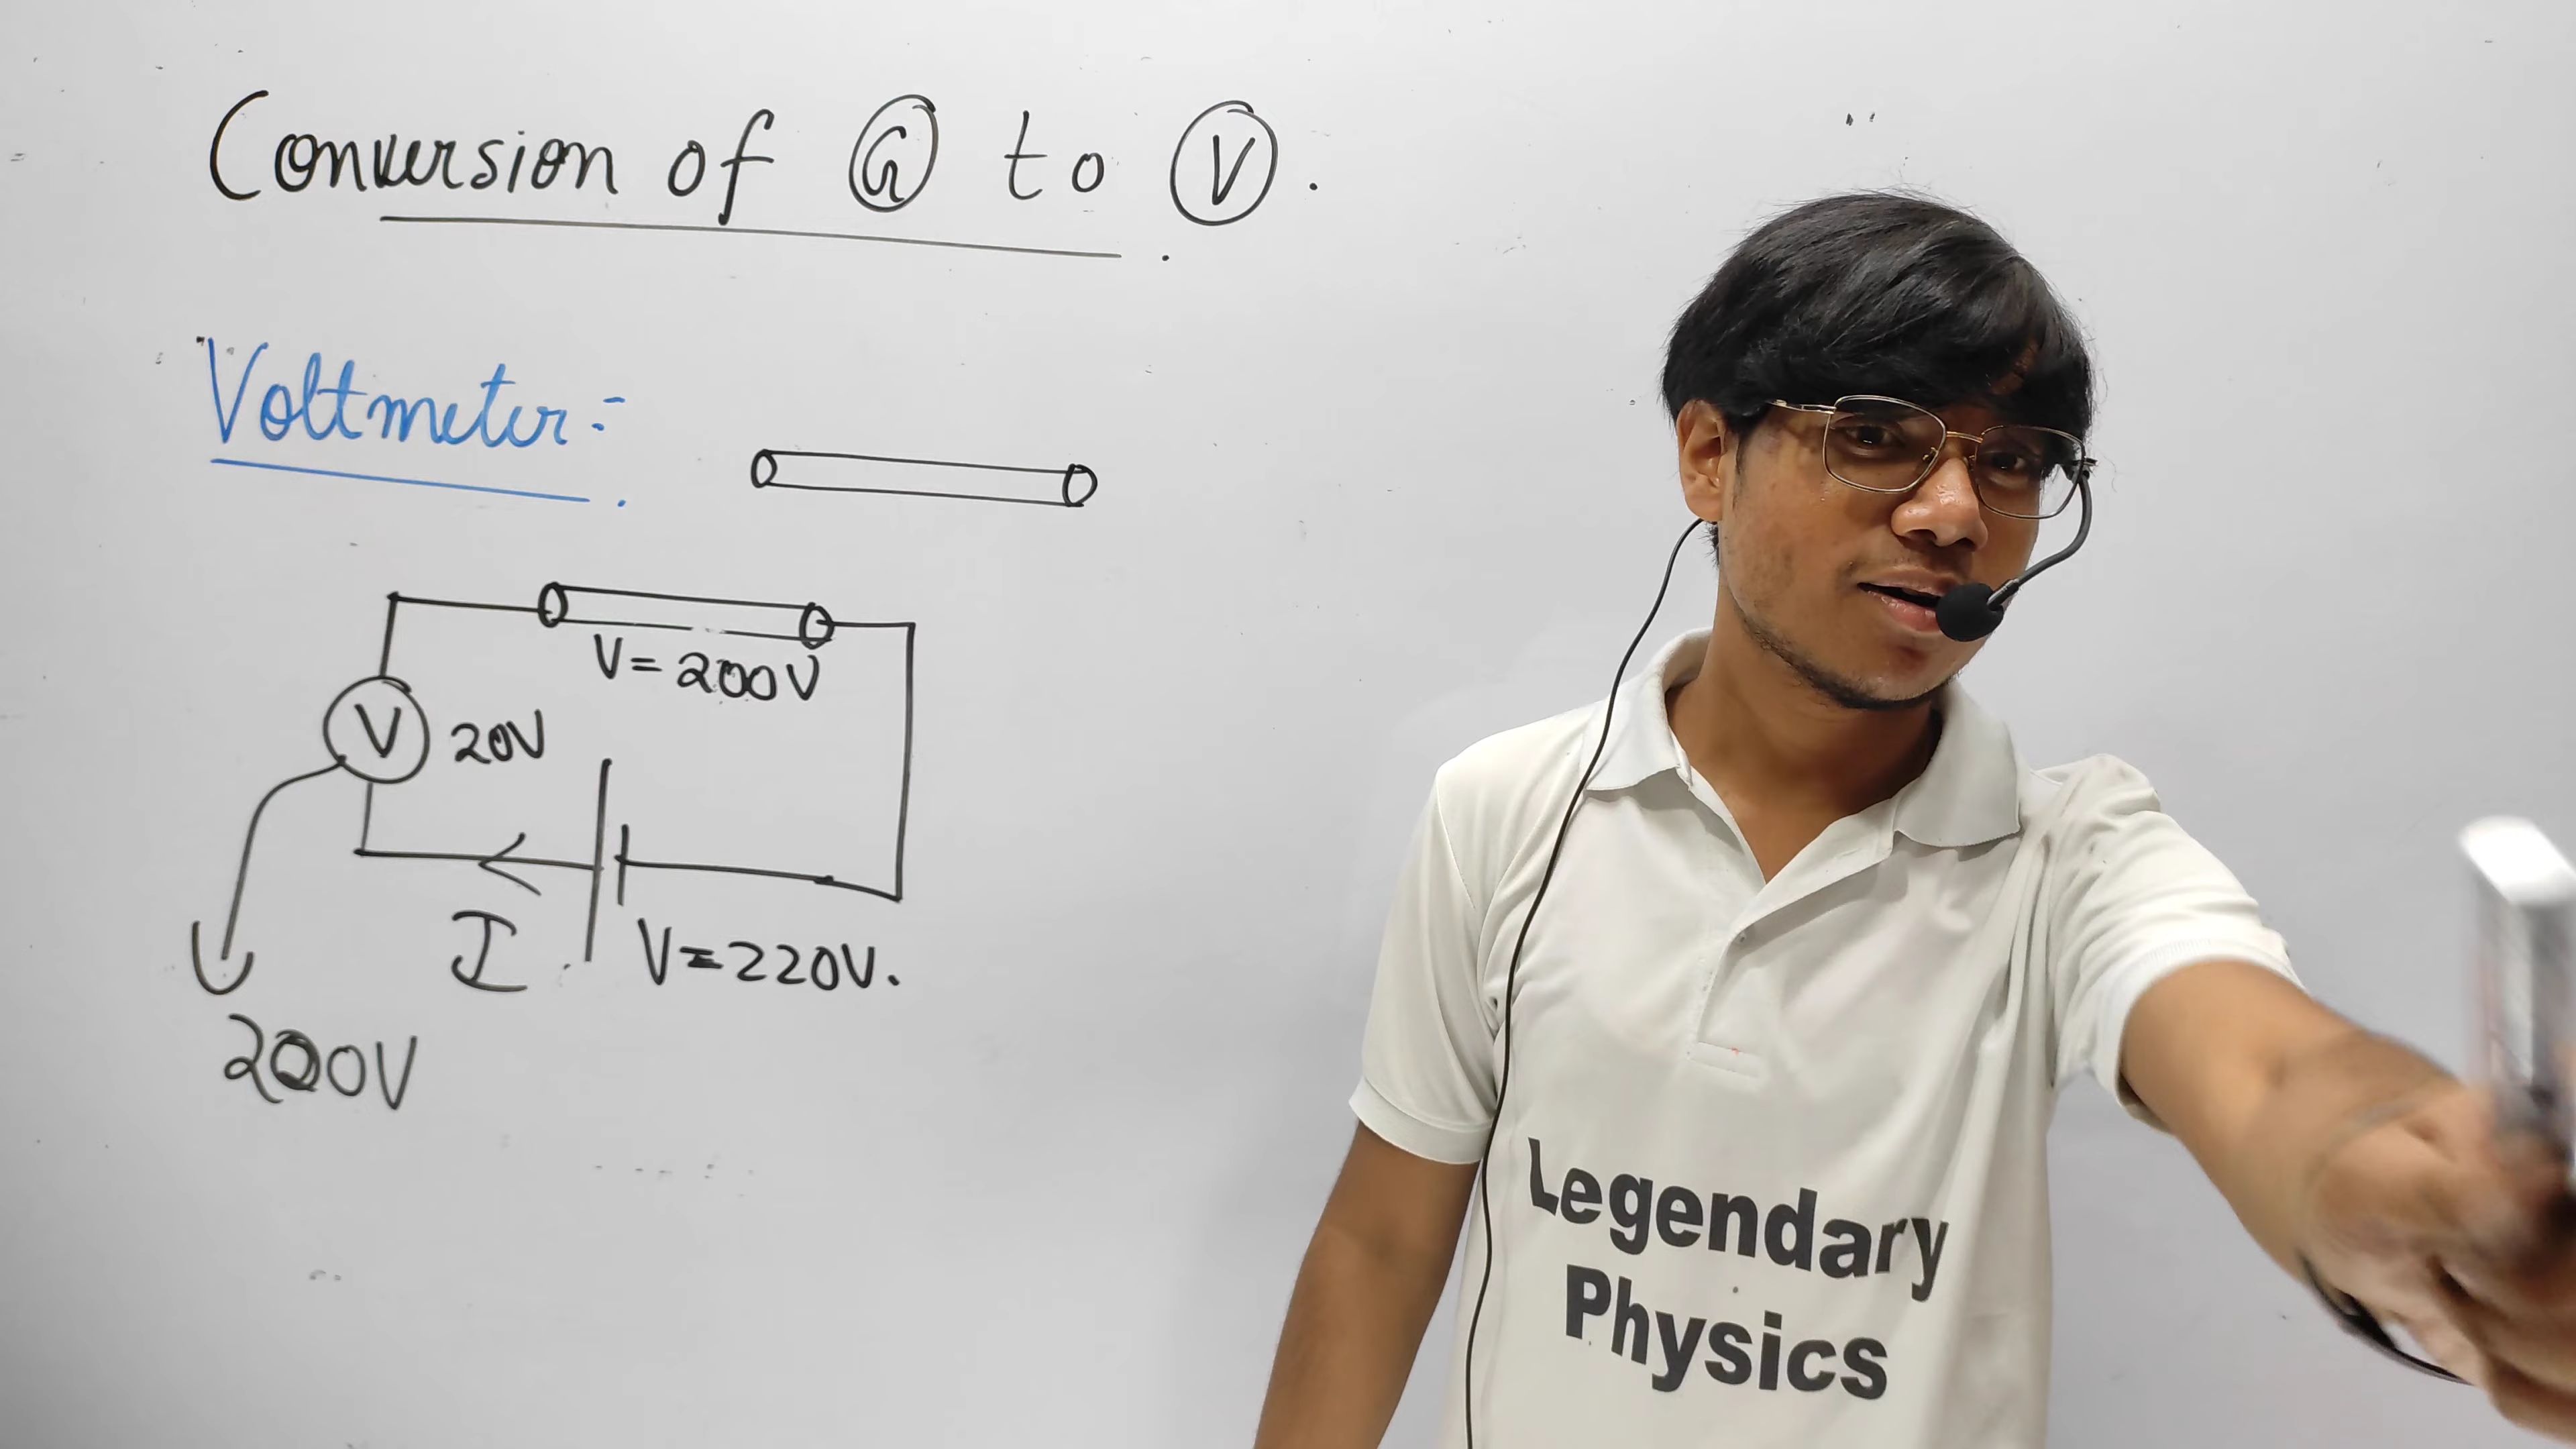 Conversion of G to V.
Voltmeter:-
V = 200V
V 20V
I V = 220V.
200V
Legendary
Physics